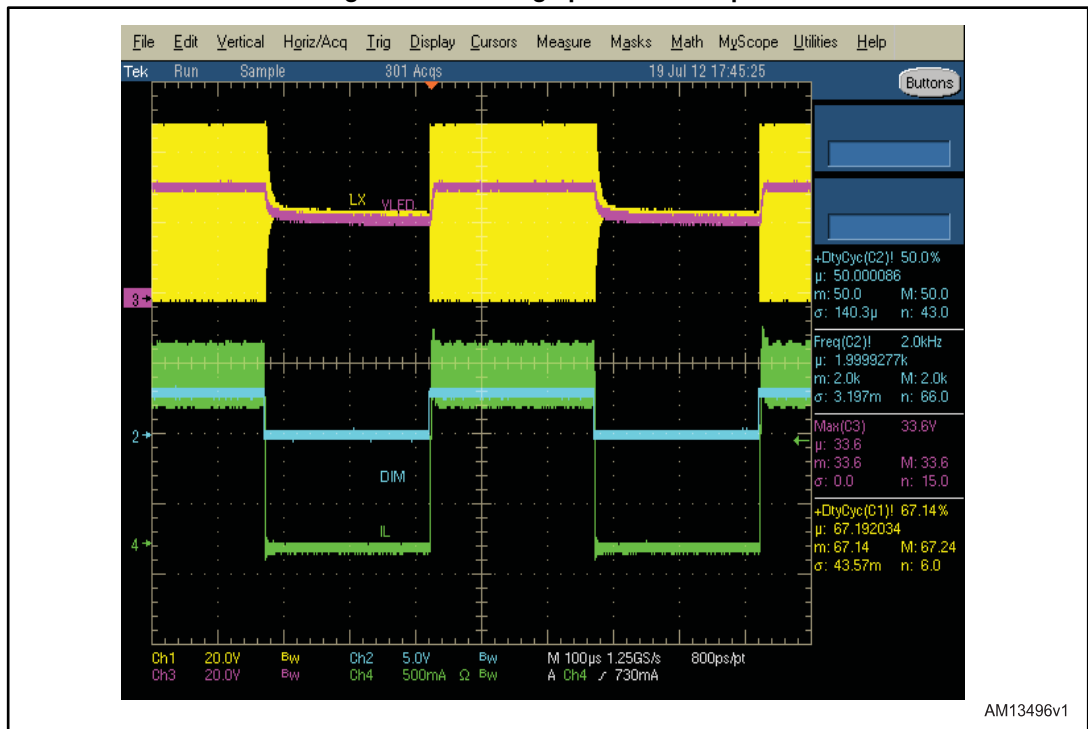 File Edit Vertical Horiz/Acq Trig Display Cursors Measure Masks Math MyScope Utilities Help
Tek Run Sample 301 Acqs 19 Jul 12 17:45:25
Buttons
LX VLED
+DtyCyc(C2)! 50.0%
µ: 50.000086
m: 50.0 M: 50.0
σ: 140.3µ n: 43.0
3
Freq(C2)! 2.0kHz
µ: 1.9999277k
m: 2.0k M: 2.0k
σ: 3.197m n: 66.0
2
Max(C3) 33.6V
µ: 33.6
m: 33.6 M: 33.6
σ: 0.0 n: 15.0
DIM
+DtyCyc(C1)! 67.14%
µ: 67.192034
m: 67.14 M: 67.24
σ: 43.57m n: 6.0
IL
4
Ch1 20.0V Bw Ch2 5.0V Bw M 100µs 1.25GS/s 800ps/pt
Ch3 20.0V Bw Ch4 500mA Ω Bw A Ch4 730mA
AM13496v1